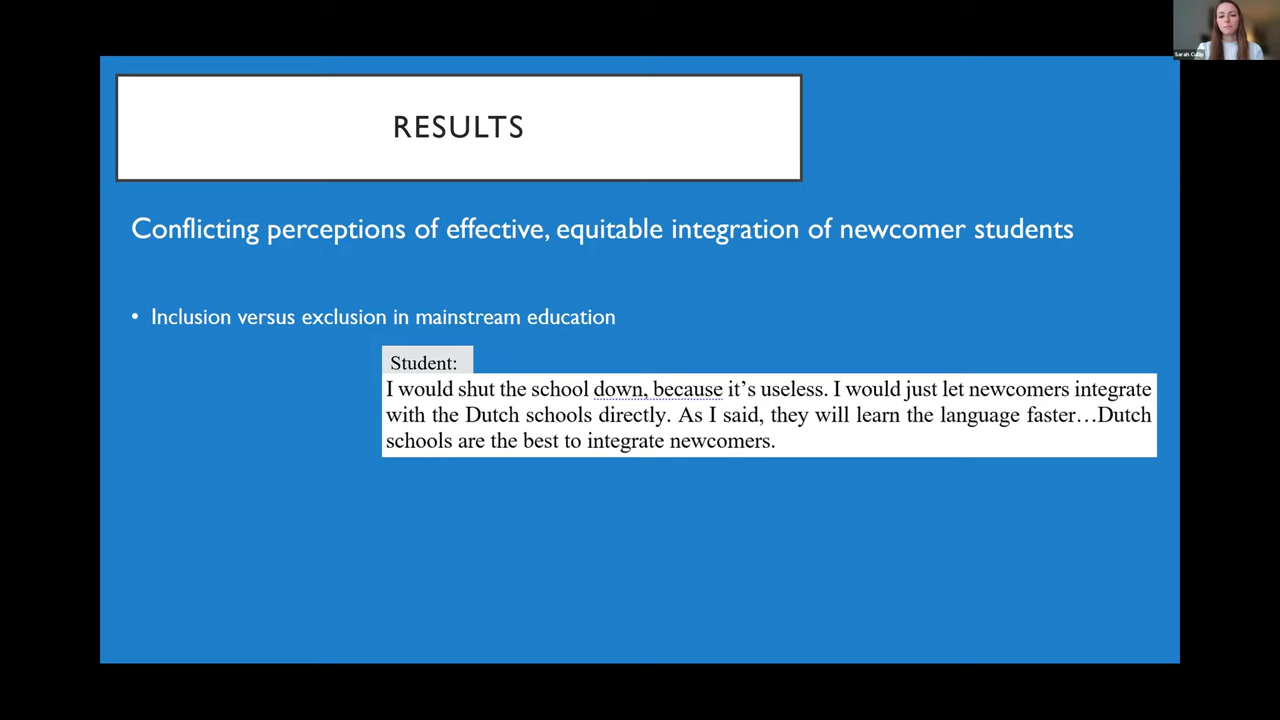 Sarah Culp
RESULTS
Conflicting perceptions of effective, equitable integration of newcomer students
• Inclusion versus exclusion in mainstream education
Student:
I would shut the school down, because it’s useless. I would just let newcomers integrate
with the Dutch schools directly. As I said, they will learn the language faster…Dutch
schools are the best to integrate newcomers.